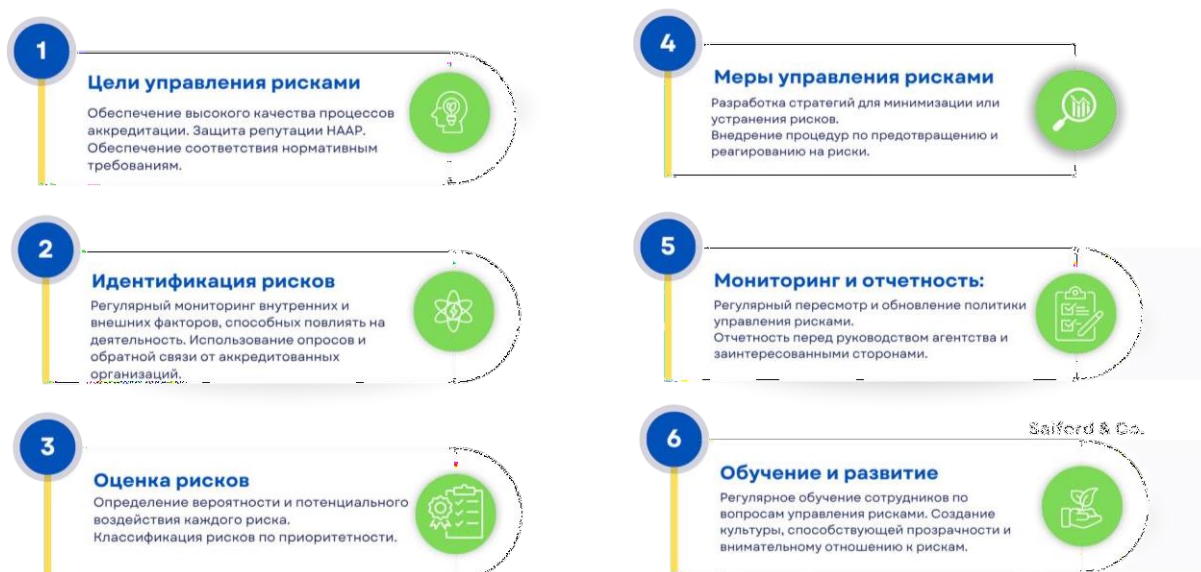 1
Цели управления рисками
Обеспечение высокого качества процессов
аккредитации. Защита репутации НААР.
Обеспечение соответствия нормативным
требованиям.
2
Идентификация рисков
Регулярный мониторинг внутренних и
внешних факторов, способных повлиять на
деятельность. Использование опросов и
обратной связи от аккредитованных
организаций.
3
Оценка рисков
Определение вероятности и потенциального
воздействия каждого риска.
Классификация рисков по приоритетности.
4
Меры управления рисками
Разработка стратегий для минимизации или
устранения рисков.
Внедрение процедур по предотвращению и
реагированию на риски.
5
Мониторинг и отчетность:
Регулярный пересмотр и обновление политики
управления рисками.
Отчетность перед руководством агентства и
заинтересованными сторонами.
Salford & Co.
6
Обучение и развитие
Регулярное обучение сотрудников по
вопросам управления рисками. Создание
культуры, способствующей прозрачности и
внимательному отношению к рискам.